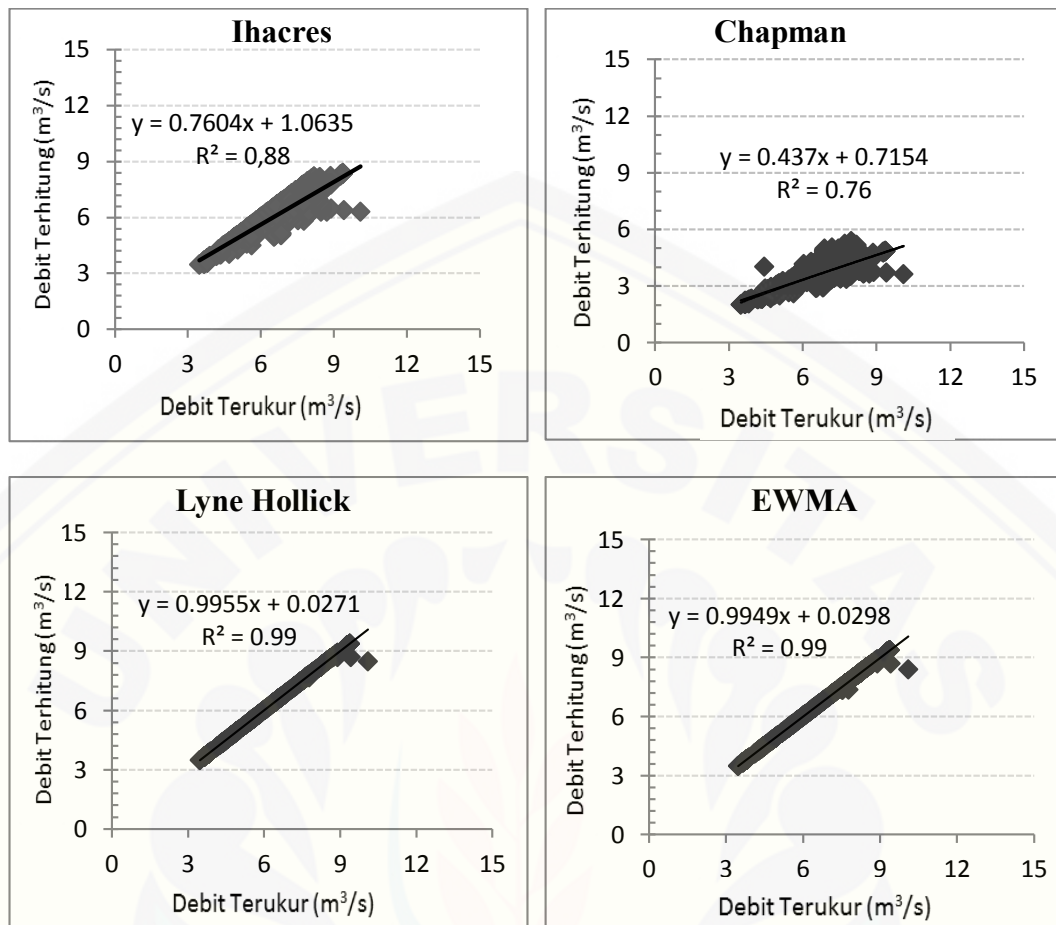 Ihacres
15
12
9
6
3
0
Debit Terhitung (m³/s)
y = 0.7604x + 1.0635
R² = 0,88
0 3 6 9 12 15
Debit Terukur (m³/s)
Chapman
15
12
9
6
3
0
Debit Terhitung (m³/s)
y = 0.437x + 0.7154
R² = 0.76
0 3 6 9 12 15
Debit Terukur (m³/s)
Lyne Hollick
15
12
9
6
3
0
Debit Terhitung (m³/s)
y = 0.9955x + 0.0271
R² = 0.99
0 3 6 9 12 15
Debit Terukur (m³/s)
EWMA
15
12
9
6
3
0
Debit Terhitung (m³/s)
y = 0.9949x + 0.0298
R² = 0.99
0 3 6 9 12 15
Debit Terukur (m³/s)
UNIVERSITAS